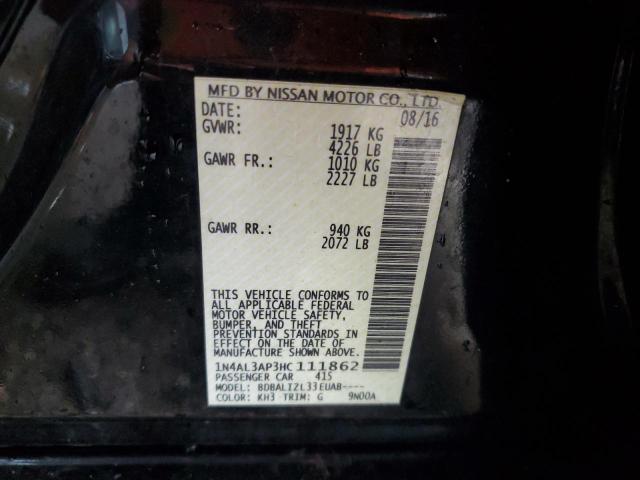 MFD BY NISSAN MOTOR CO., LTD.
DATE: 08/16
GVWR: 1917 KG
4226 LB
GAWR FR.: 1010 KG
2227 LB
GAWR RR.: 940 KG
2072 LB
THIS VEHICLE CONFORMS TO
ALL APPLICABLE FEDERAL
MOTOR VEHICLE SAFETY,
BUMPER, AND THEFT
PREVENTION STANDARDS IN
EFFECT ON THE DATE OF
MANUFACTURE SHOWN ABOVE.
1N4AL3AP3HC111862
PASSENGER CAR 415
MODEL: BDBALIZL33EUAB----
COLOR: KH3 TRIM: G 9N00A